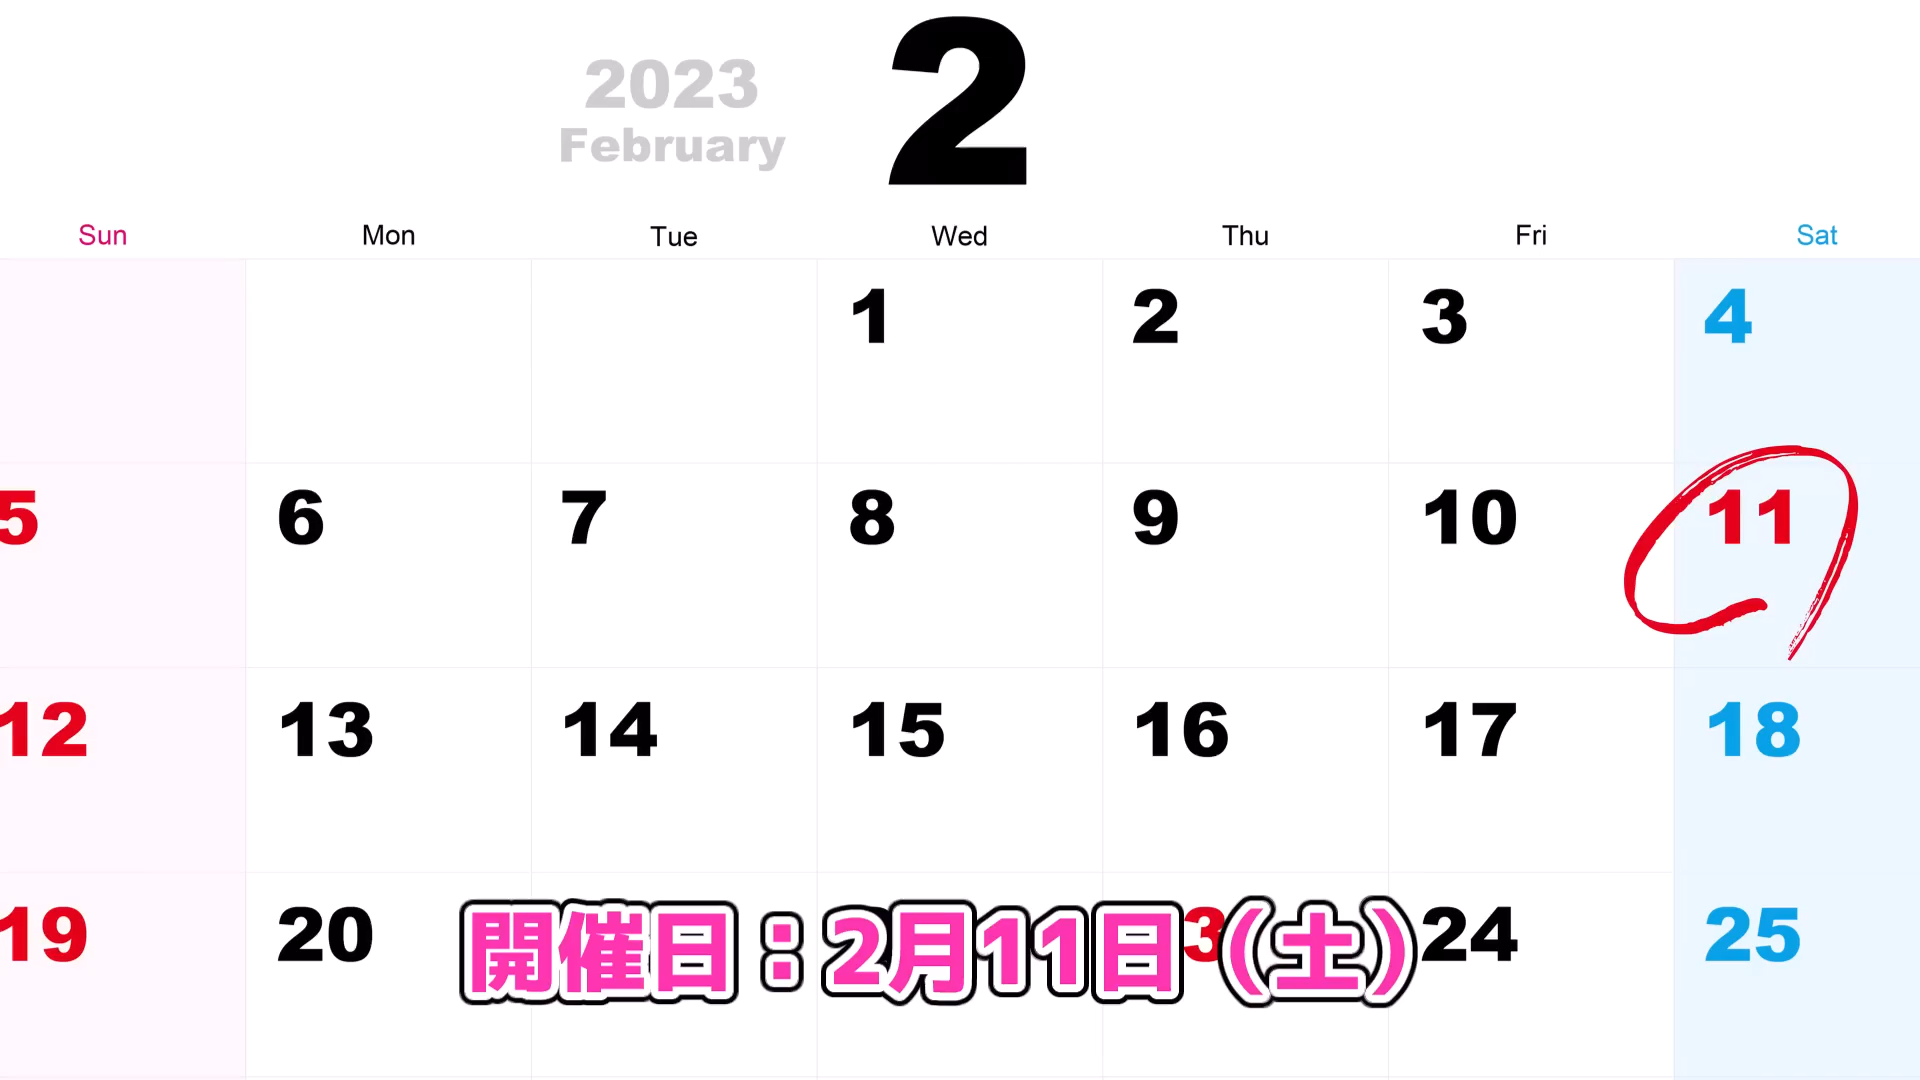 2
2023
February
Sun Mon Tue Wed Thu Fri Sat
1 2 3 4
5 6 7 8 9 10 11
12 13 14 15 16 17 18
19 20 24 25
開催日：2月11日（土）